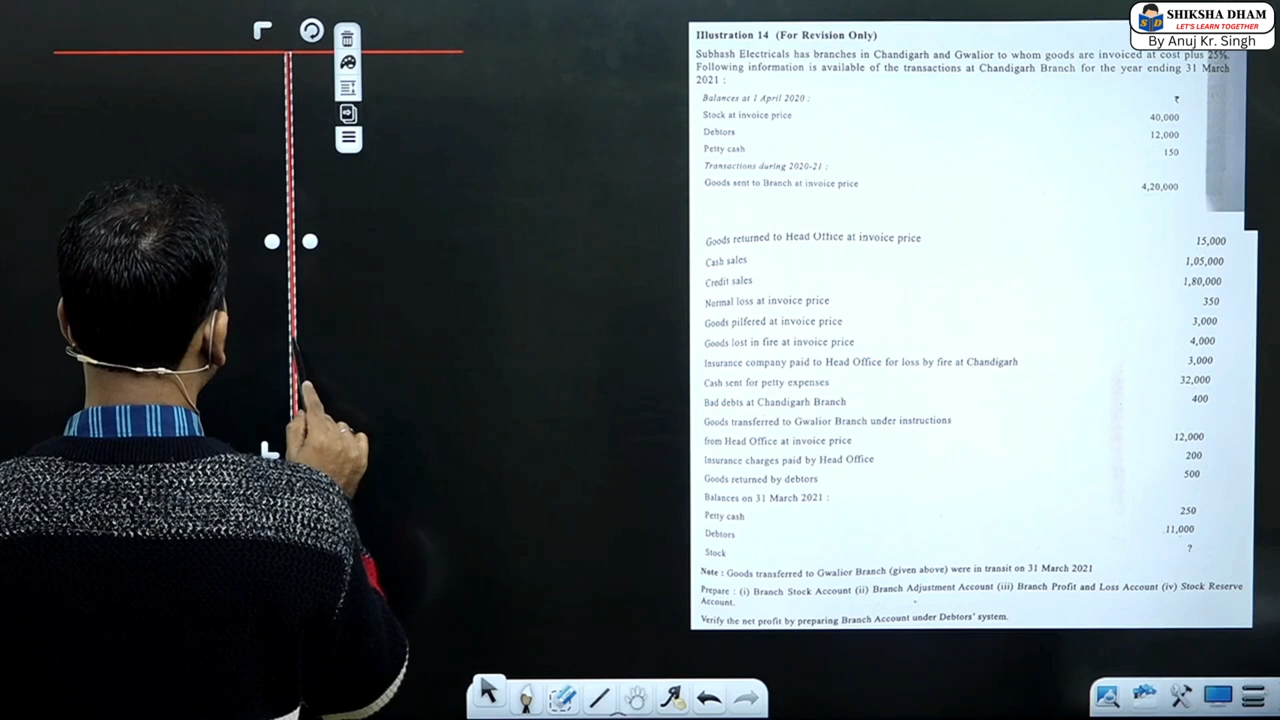 SHIKSHA DHAM
LET'S LEARN TOGETHER
By Anuj Kr. Singh
Illustration 14 (For Revision Only)
Subhash Electricals has branches in Chandigarh and Gwalior to whom goods are invoiced at cost plus 25%.
Following information is available of the transactions at Chandigarh Branch for the year ending 31 March
2021 :
Balances at 1 April 2020 : ₹
Stock at invoice price 40,000
Debtors 12,000
Petty cash 150
Transactions during 2020-21 :
Goods sent to Branch at invoice price 4,20,000
Goods returned to Head Office at invoice price 15,000
Cash sales 1,05,000
Credit sales 1,80,000
Normal loss at invoice price 350
Goods pilfered at invoice price 3,000
Goods lost in fire at invoice price 4,000
Insurance company paid to Head Office for loss by fire at Chandigarh 3,000
Cash sent for petty expenses 32,000
Bad debts at Chandigarh Branch 400
Goods transferred to Gwalior Branch under instructions
from Head Office at invoice price 12,000
Insurance charges paid by Head Office 200
Goods returned by debtors 500
Balances on 31 March 2021 :
Petty cash 250
Debtors 11,000
Stock ?
Note : Goods transferred to Gwalior Branch (given above) were in transit on 31 March 2021
Prepare : (i) Branch Stock Account (ii) Branch Adjustment Account (iii) Branch Profit and Loss Account (iv) Stock Reserve
Account.
Verify the net profit by preparing Branch Account under Debtors' system.